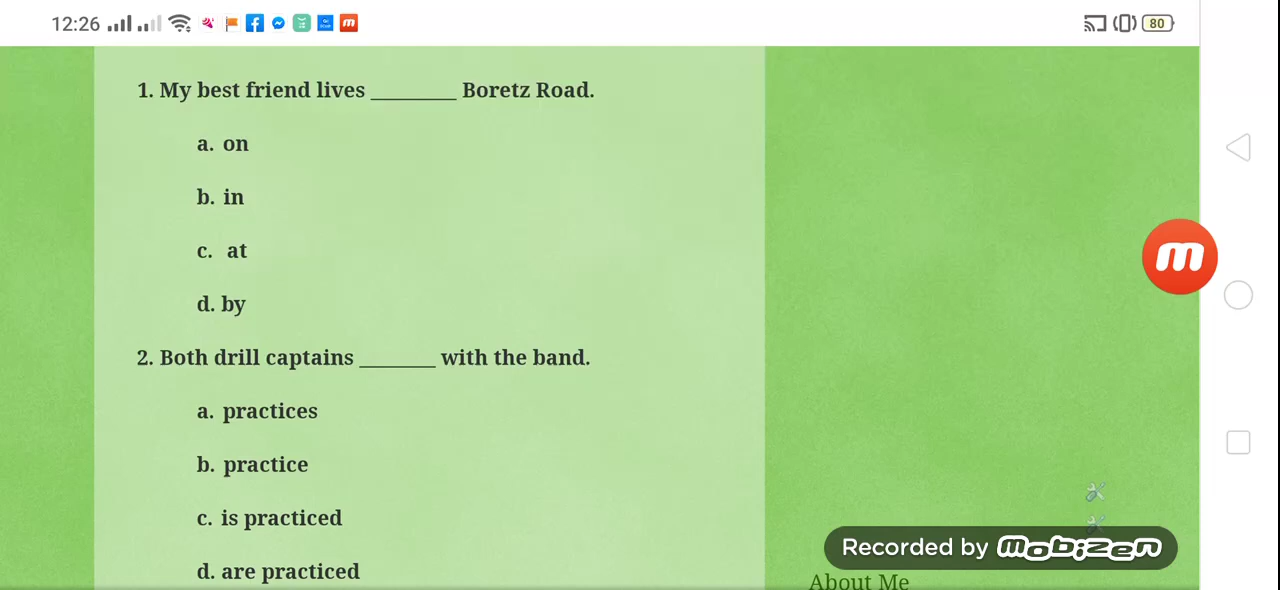 12:26 80
1. My best friend lives ________ Boretz Road.
a. on
b. in
c. at
d. by
2. Both drill captains _______ with the band.
a. practices
b. practice
c. is practiced
d. are practiced
Recorded by mobizen
About Me